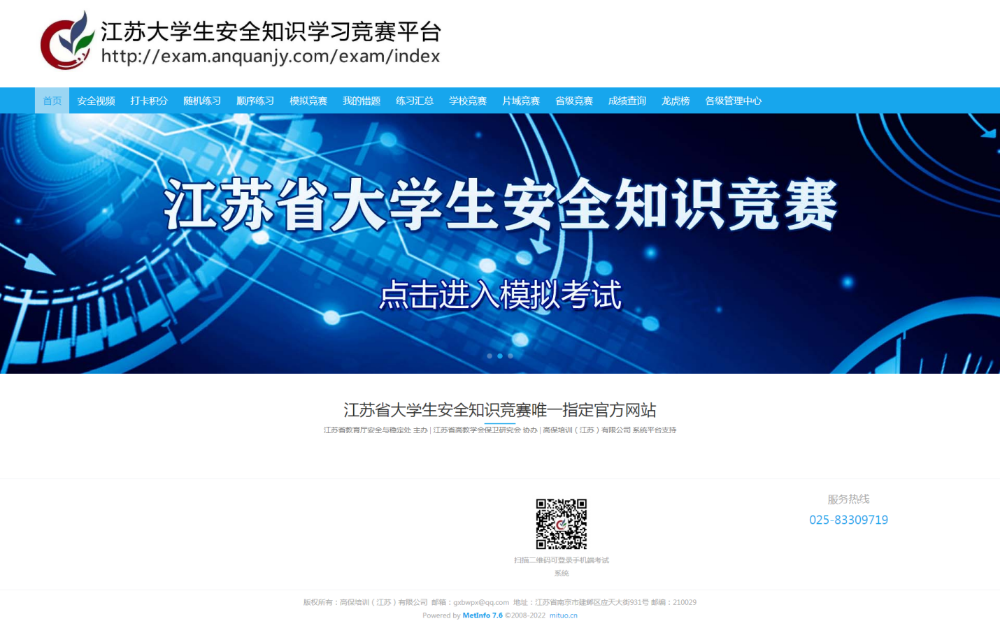 江苏大学生安全知识学习竞赛平台
http://exam.anquanjy.com/exam/index
首页 安全视频 打卡积分 随机练习 顺序练习 模拟竞赛 我的错题 练习汇总 学校竞赛 片域竞赛 省级竞赛 成绩查询 龙虎榜 各级管理中心
江苏省大学生安全知识竞赛
点击进入模拟考试
江苏省大学生安全知识竞赛唯一指定官方网站
江苏省教育厅安全与稳定处 主办 | 江苏省高教学会保卫研究会 协办 | 高保培训（江苏）有限公司 系统平台支持
服务热线
025-83309719
扫描二维码可登录手机端考试
系统
版权所有：高保培训（江苏）有限公司 邮箱：gxbwpx@qq.com 地址：江苏省南京市建邺区应天大街931号 邮编：210029
Powered by MetInfo 7.6 ©2008-2022 mituo.cn